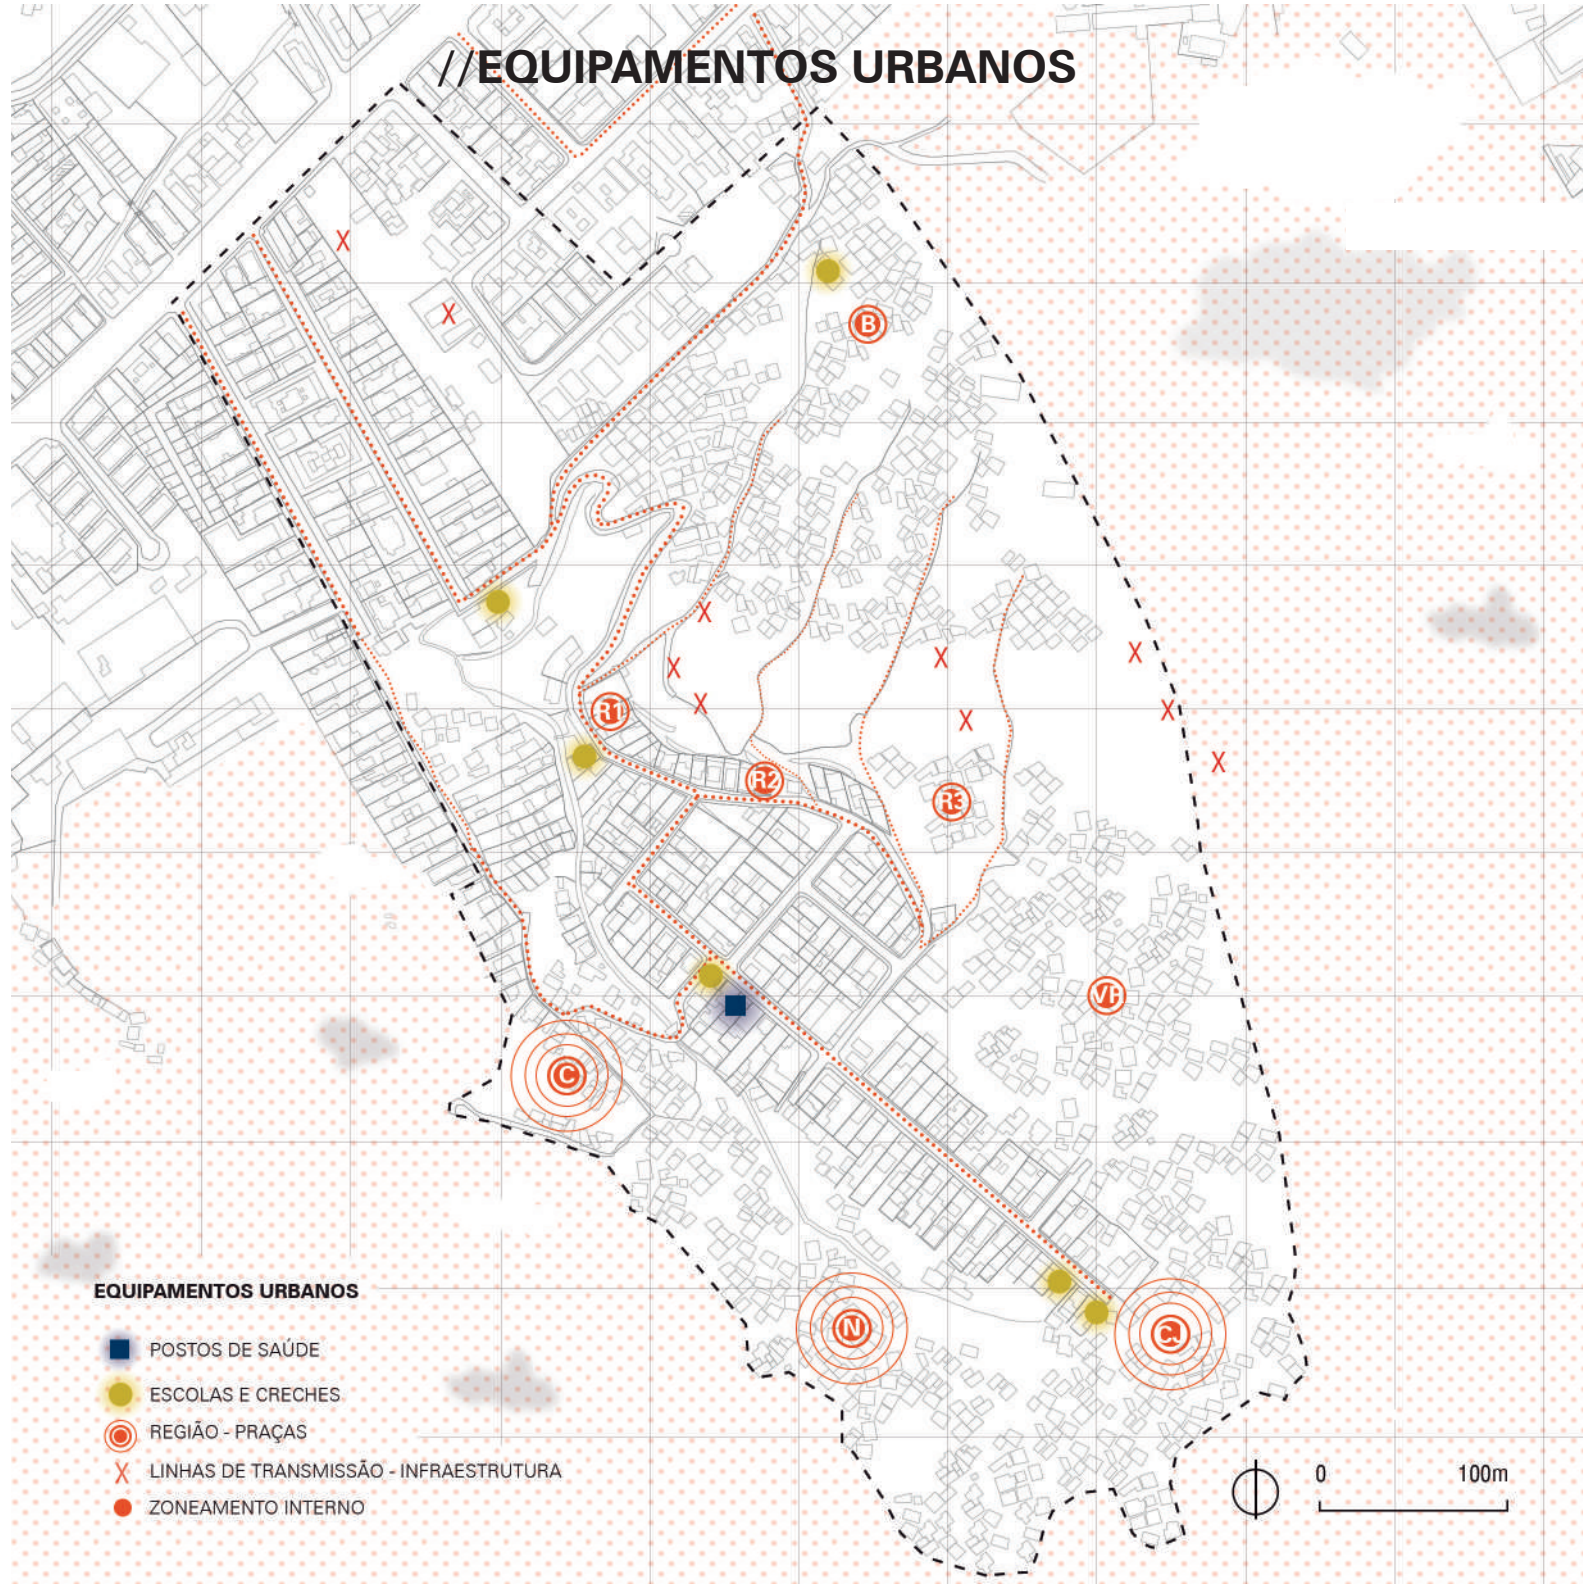 //EQUIPAMENTOS URBANOS
X
X
B
X
X
X
X
X
X
X
X
R1
R2
R3
C
N
CJ
EQUIPAMENTOS URBANOS
POSTOS DE SAÚDE
ESCOLAS E CRECHES
REGIÃO - PRAÇAS
X LINHAS DE TRANSMISSÃO - INFRAESTRUTURA
ZONEAMENTO INTERNO
0 100m